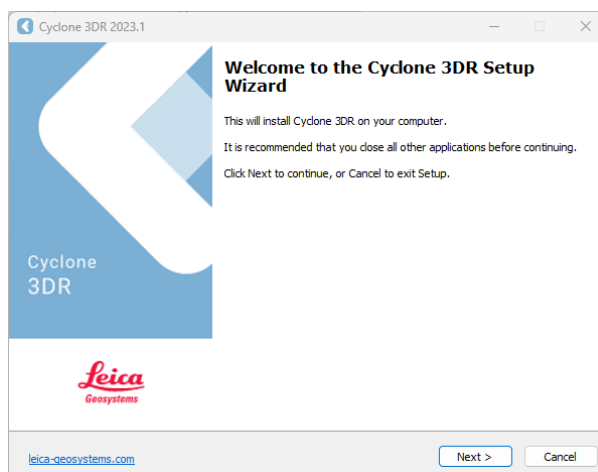 Cyclone 3DR 2023.1
Welcome to the Cyclone 3DR Setup
Wizard
This will install Cyclone 3DR on your computer.
It is recommended that you close all other applications before continuing.
Click Next to continue, or Cancel to exit Setup.
Cyclone
3DR
Leica
Geosystems
leica-geosystems.com
Next >
Cancel